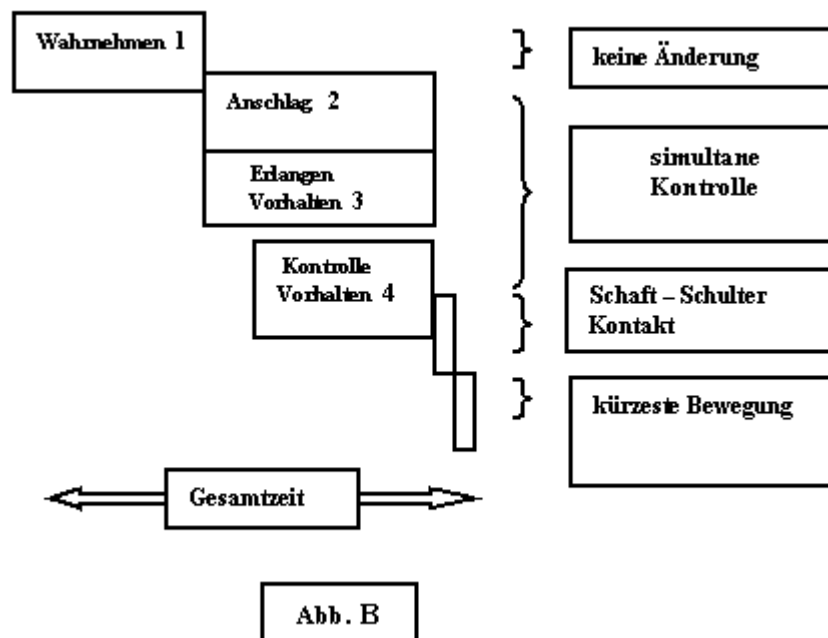 Wahrnehmen 1
keine Änderung
Anschlag 2
Erlangen
Vorhalten 3
simultane
Kontrolle
Kontrolle
Vorhalten 4
Schaft – Schulter
Kontakt
kürzeste Bewegung
Gesamtzeit
Abb. B